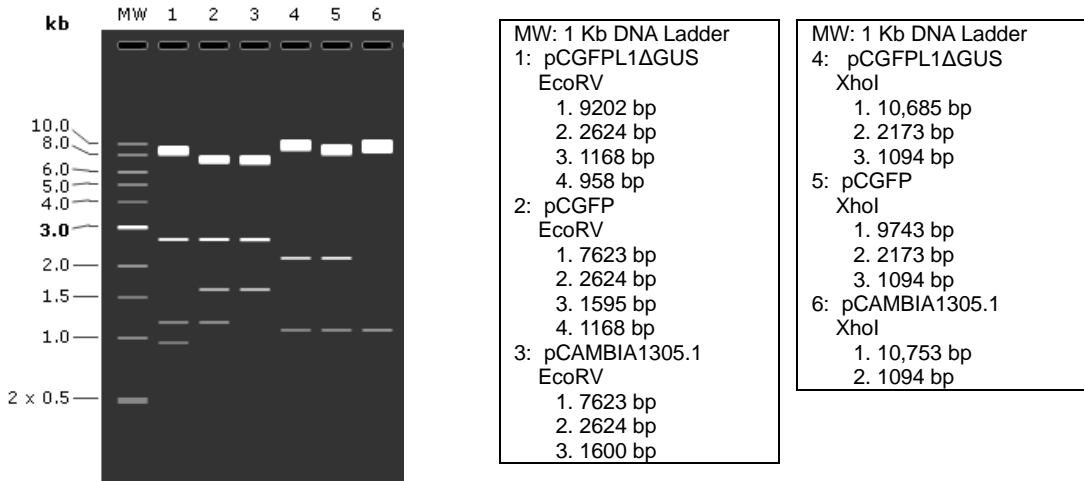 kb
MW 1 2 3 4 5 6
10.0
8.0
6.0
5.0
4.0
3.0
2.0
1.5
1.0
2 x 0.5
MW: 1 Kb DNA Ladder
1: pCGFPL1ΔGUS
EcoRV
1. 9202 bp
2. 2624 bp
3. 1168 bp
4. 958 bp
2: pCGFP
EcoRV
1. 7623 bp
2. 2624 bp
3. 1595 bp
4. 1168 bp
3: pCAMBIA1305.1
EcoRV
1. 7623 bp
2. 2624 bp
3. 1600 bp
MW: 1 Kb DNA Ladder
4: pCGFPL1ΔGUS
XhoI
1. 10,685 bp
2. 2173 bp
3. 1094 bp
5: pCGFP
XhoI
1. 9743 bp
2. 2173 bp
3. 1094 bp
6: pCAMBIA1305.1
XhoI
1. 10,753 bp
2. 1094 bp